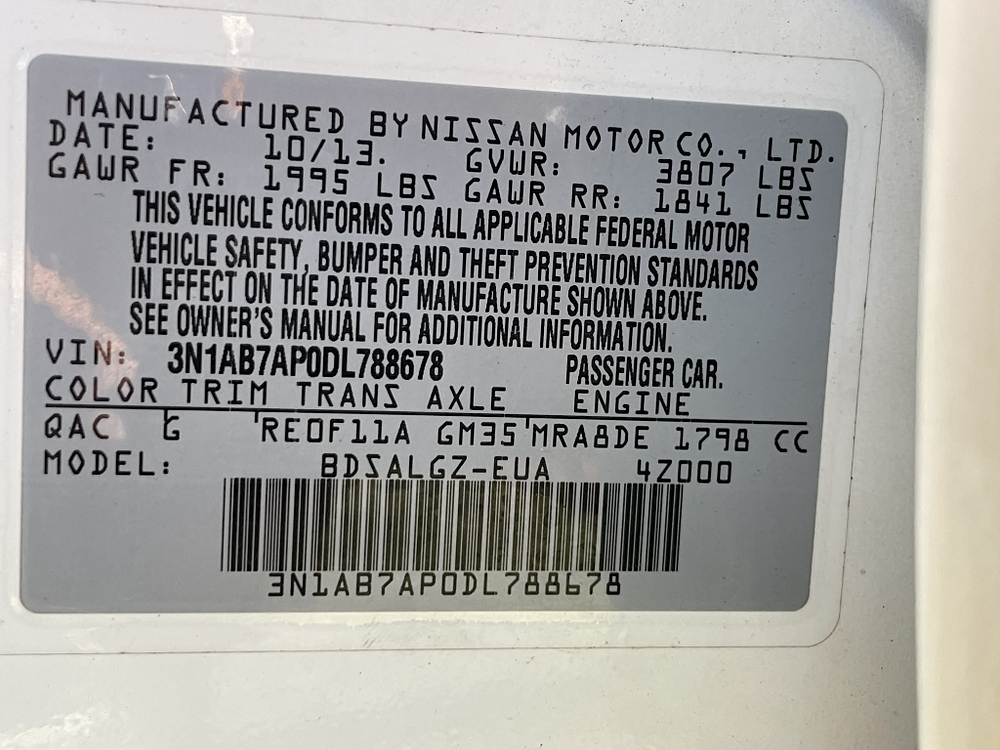 MANUFACTURED BY NISSAN MOTOR CO., LTD.
DATE: 10/13. GVWR: 3807 LBS
GAWR FR: 1995 LBS GAWR RR: 1841 LBS
THIS VEHICLE CONFORMS TO ALL APPLICABLE FEDERAL MOTOR
VEHICLE SAFETY, BUMPER AND THEFT PREVENTION STANDARDS
IN EFFECT ON THE DATE OF MANUFACTURE SHOWN ABOVE.
SEE OWNER'S MANUAL FOR ADDITIONAL INFORMATION.
VIN: 3N1AB7AP0DL788678 PASSENGER CAR.
COLOR TRIM TRANS AXLE ENGINE
QAC G RE0F11A GM35 MRA8DE 1798 CC
MODEL: BDSALGZ-EUA 4Z000
3N1AB7AP0DL788678